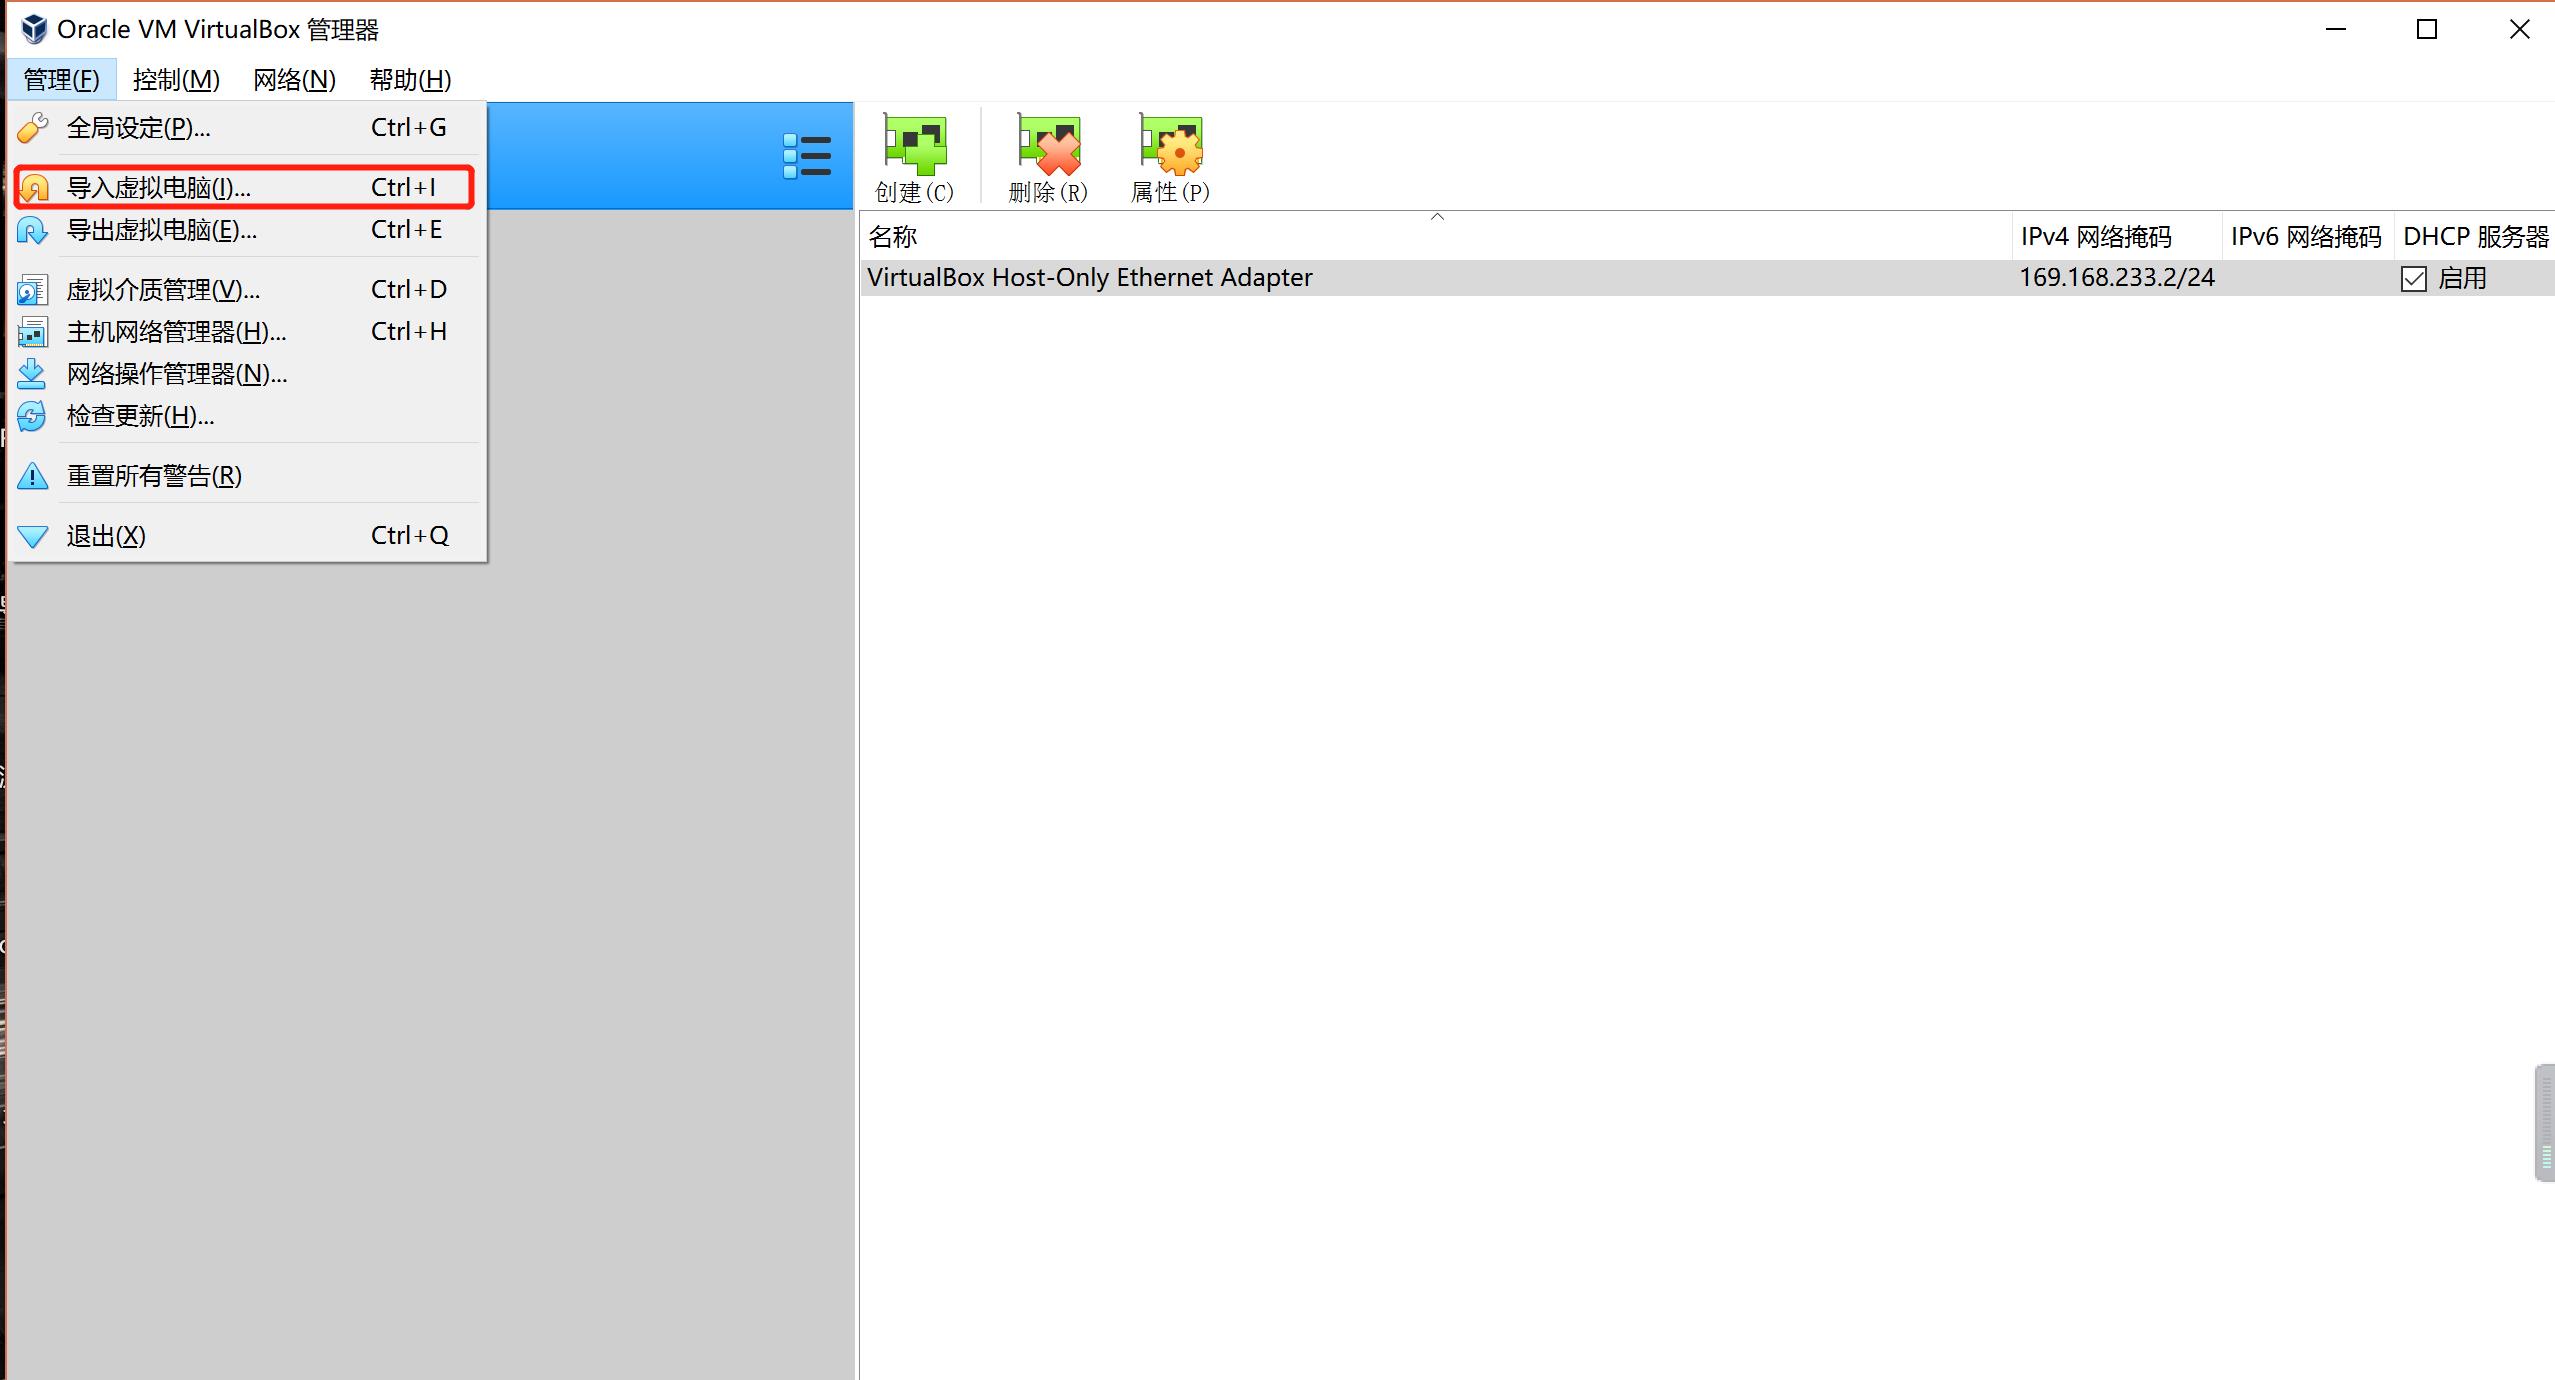 Oracle VM VirtualBox 管理器
管理(F) 控制(M) 网络(N) 帮助(H)
全局设定(P)... Ctrl+G
导入虚拟电脑(I)... Ctrl+I
导出虚拟电脑(E)... Ctrl+E
虚拟介质管理(V)... Ctrl+D
主机网络管理器(H)... Ctrl+H
网络操作管理器(N)...
检查更新(H)...
重置所有警告(R)
退出(X) Ctrl+Q
创建(C) 删除(R) 属性(P)
名称 IPv4 网络掩码 IPv6 网络掩码 DHCP 服务器
VirtualBox Host-Only Ethernet Adapter 169.168.233.2/24 启用